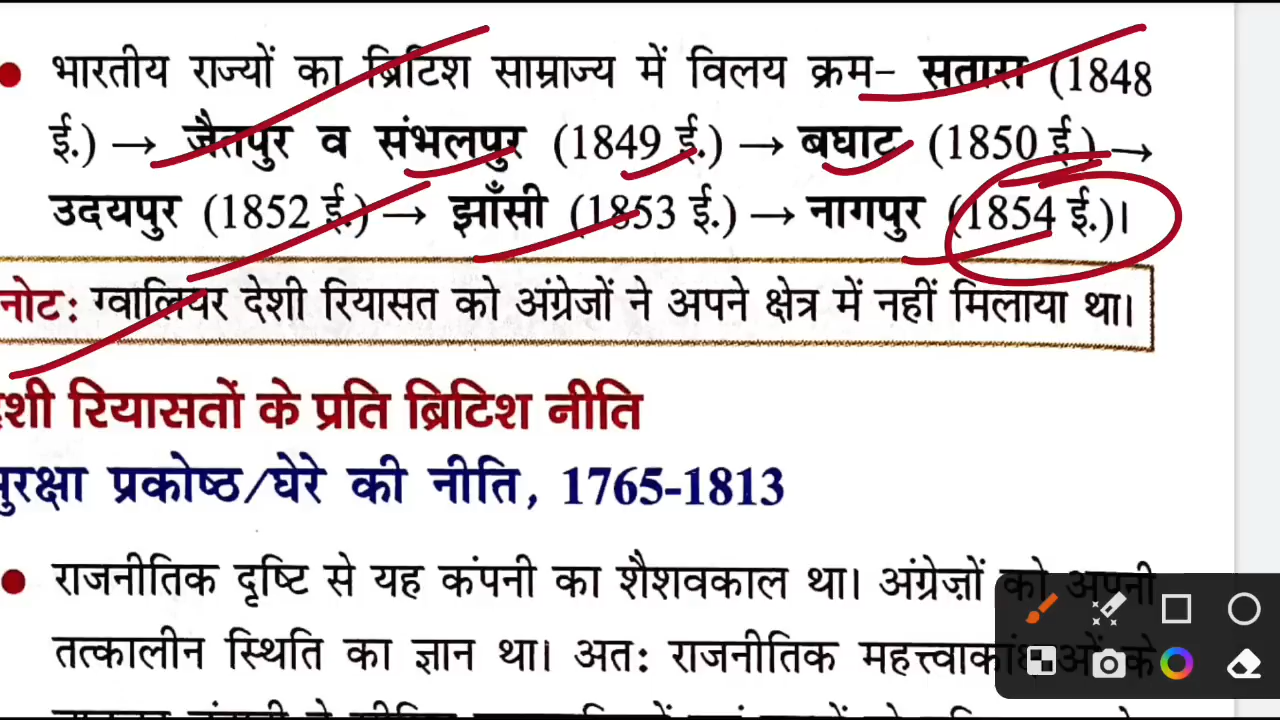 भारतीय राज्यों का ब्रिटिश साम्राज्य में विलय क्रम- सतारा (1848
ई.) → जैतपुर व संभलपुर (1849 ई.) → बघाट (1850 ई.) →
उदयपुर (1852 ई.) → झाँसी (1853 ई.) → नागपुर (1854 ई.)।
नोट: ग्वालियर देशी रियासत को अंग्रेजों ने अपने क्षेत्र में नहीं मिलाया था।
देशी रियासतों के प्रति ब्रिटिश नीति
सुरक्षा प्रकोष्ठ/घेरे की नीति, 1765-1813
राजनीतिक दृष्टि से यह कंपनी का शैशवकाल था। अंग्रेज़ों को अपनी
तत्कालीन स्थिति का ज्ञान था। अत: राजनीतिक महत्त्वाकांक्षाओं के